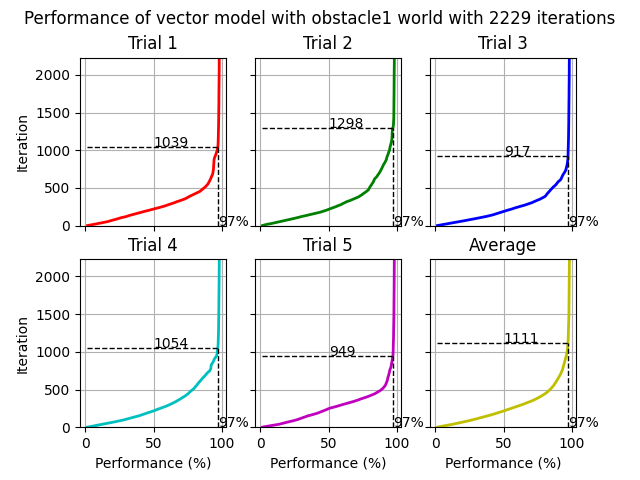 Performance of vector model with obstacle1 world with 2229 iterations
Trial 1
Trial 2
Trial 3
2000
1500
1000
500
0
Iteration
1039
97%
1298
97%
917
97%
Trial 4
Trial 5
Average
2000
1500
1000
500
0
Iteration
1054
97%
949
97%
1111
97%
0 50 100
0 50 100
0 50 100
Performance (%)
Performance (%)
Performance (%)